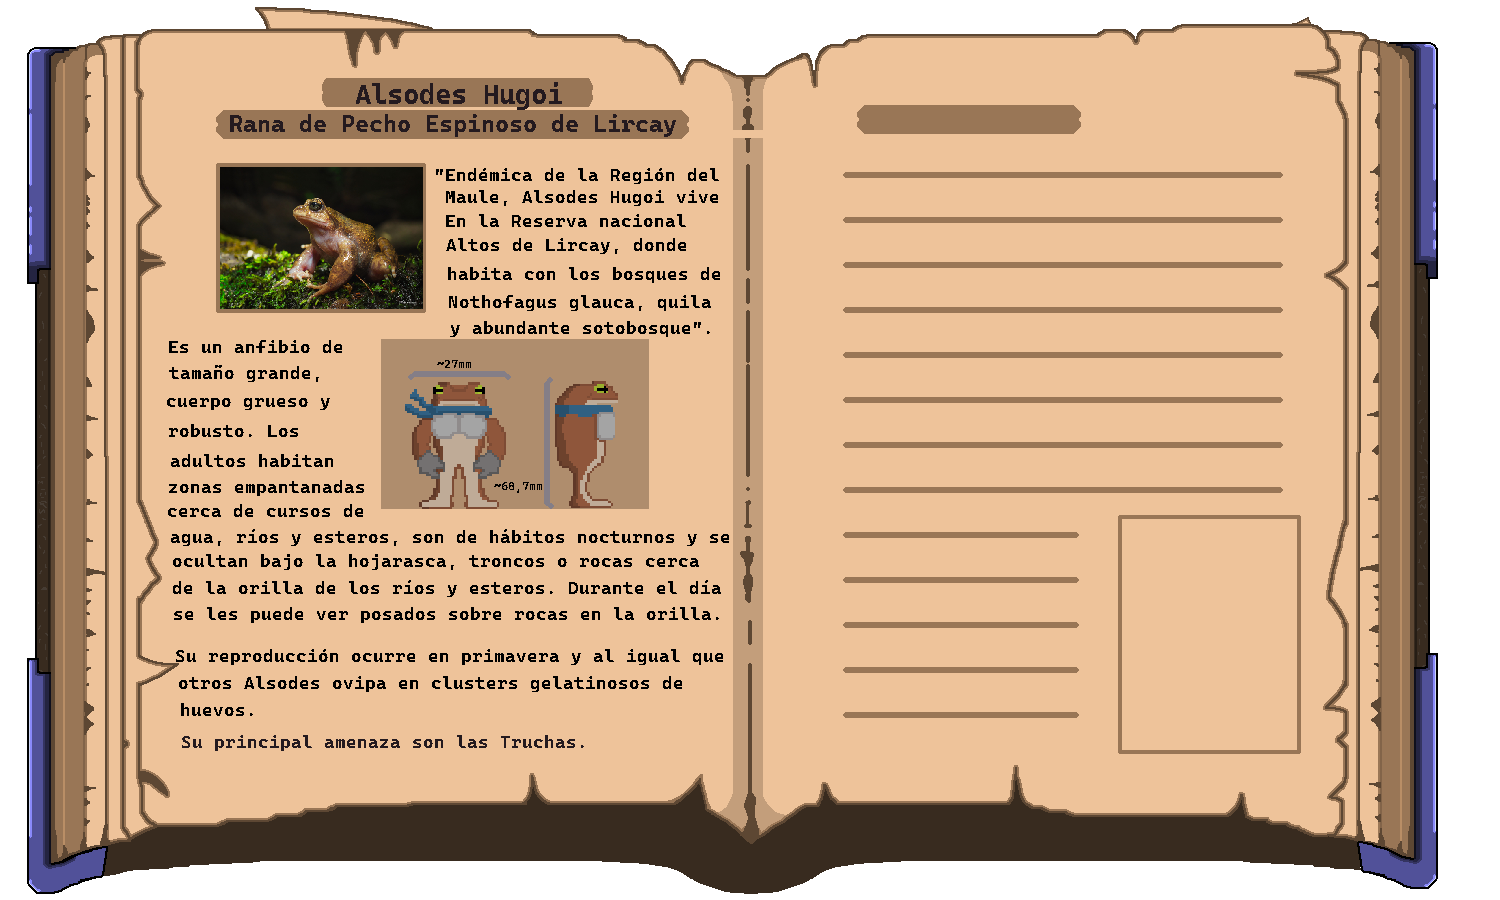 Alsodes Hugoi
Rana de Pecho Espinoso de Lircay
"Endémica de la Región del
Maule, Alsodes Hugoi vive
En la Reserva nacional
Altos de Lircay, donde
habita con los bosques de
Nothofagus glauca, quila
y abundante sotobosque".
Es un anfibio de
tamaño grande,
cuerpo grueso y
robusto. Los
adultos habitan
zonas empantanadas
cerca de cursos de
agua, ríos y esteros, son de hábitos nocturnos y se
ocultan bajo la hojarasca, troncos o rocas cerca
de la orilla de los ríos y esteros. Durante el día
se les puede ver posados sobre rocas en la orilla.
~27mm
~68,7mm
Su reproducción ocurre en primavera y al igual que
otros Alsodes ovipa en clusters gelatinosos de
huevos.
Su principal amenaza son las Truchas.